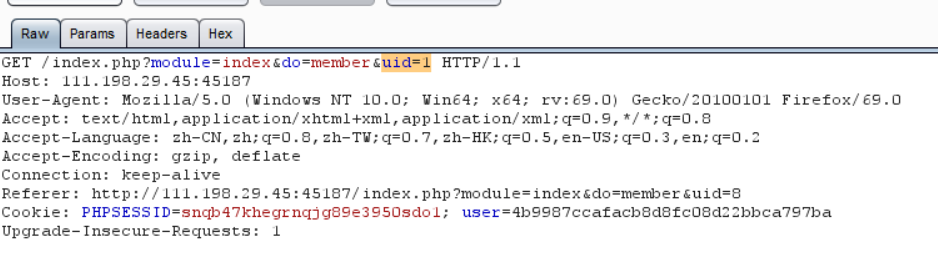 Raw Params Headers Hex
GET /index.php?module=index&do=member&uid=1 HTTP/1.1
Host: 111.198.29.45:45187
User-Agent: Mozilla/5.0 (Windows NT 10.0; Win64; x64; rv:69.0) Gecko/20100101 Firefox/69.0
Accept: text/html,application/xhtml+xml,application/xml;q=0.9,*/*;q=0.8
Accept-Language: zh-CN,zh;q=0.8,zh-TW;q=0.7,zh-HK;q=0.5,en-US;q=0.3,en;q=0.2
Accept-Encoding: gzip, deflate
Connection: keep-alive
Referer: http://111.198.29.45:45187/index.php?module=index&do=member&uid=8
Cookie: PHPSESSID=snqb47khegrnqjg89e3950sdo1; user=4b9987ccafacb8d8fc08d22bbca797ba
Upgrade-Insecure-Requests: 1